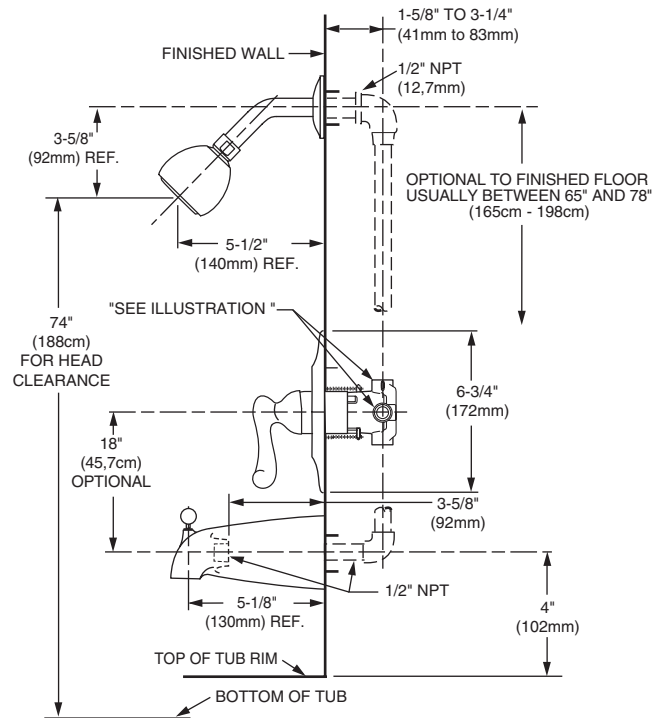 1-5/8" TO 3-1/4"
(41mm to 83mm)
FINISHED WALL
1/2" NPT
(12,7mm)
3-5/8"
(92mm) REF.
OPTIONAL TO FINISHED FLOOR
USUALLY BETWEEN 65" AND 78"
(165cm - 198cm)
5-1/2"
(140mm) REF.
"SEE ILLUSTRATION "
74"
(188cm)
FOR HEAD
CLEARANCE
6-3/4"
(172mm)
18"
(45,7cm)
OPTIONAL
3-5/8"
(92mm)
1/2" NPT
5-1/8"
(130mm) REF.
4"
(102mm)
TOP OF TUB RIM
BOTTOM OF TUB